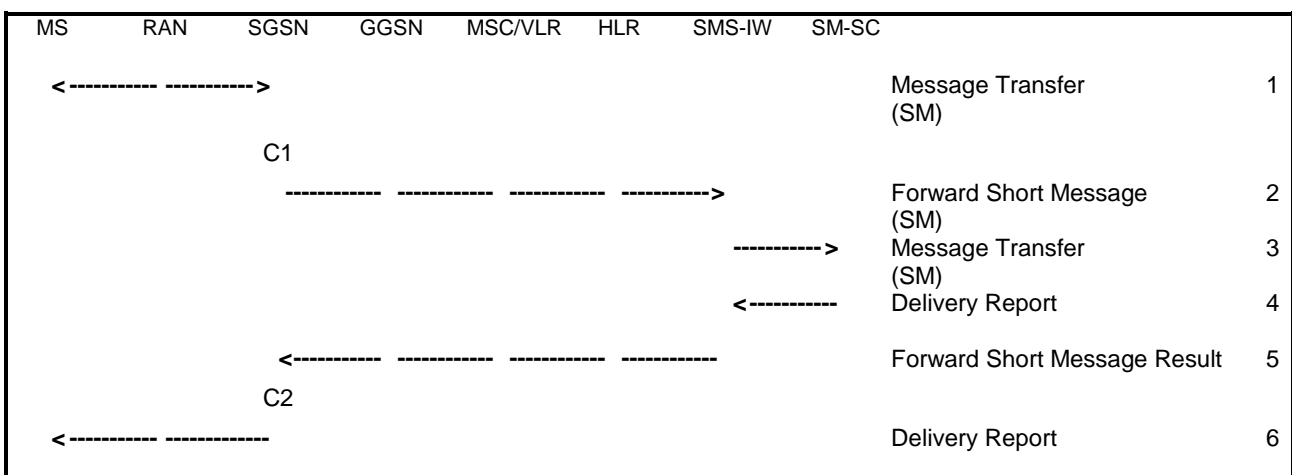 MS RAN SGSN GGSN MSC/VLR HLR SMS-IW SM-SC
Message Transfer 1
(SM)
C1
Forward Short Message 2
(SM)
Message Transfer 3
(SM)
Delivery Report 4
Forward Short Message Result 5
C2
Delivery Report 6